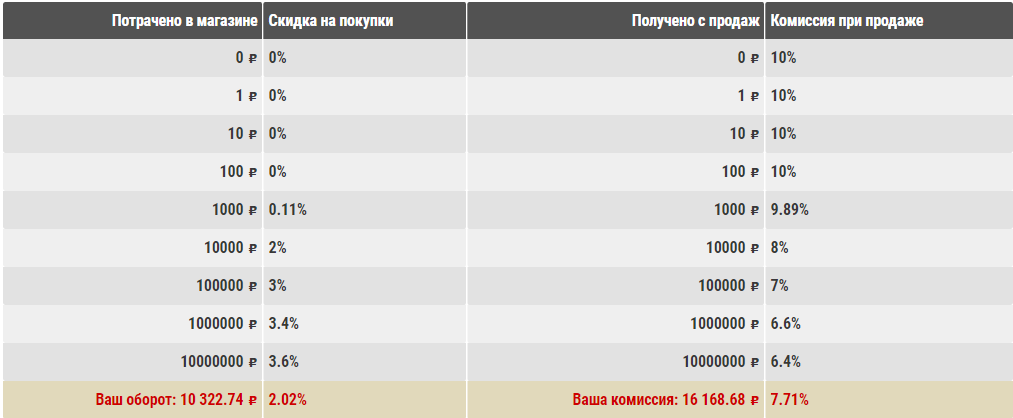 Потрачено в магазине Скидка на покупки Получено с продаж Комиссия при продаже
0 ₽ 0% 0 ₽ 10%
1 ₽ 0% 1 ₽ 10%
10 ₽ 0% 10 ₽ 10%
100 ₽ 0% 100 ₽ 10%
1000 ₽ 0.11% 1000 ₽ 9.89%
10000 ₽ 2% 10000 ₽ 8%
100000 ₽ 3% 100000 ₽ 7%
1000000 ₽ 3.4% 1000000 ₽ 6.6%
10000000 ₽ 3.6% 10000000 ₽ 6.4%
Ваш оборот: 10 322.74 ₽ 2.02% Ваша комиссия: 16 168.68 ₽ 7.71%